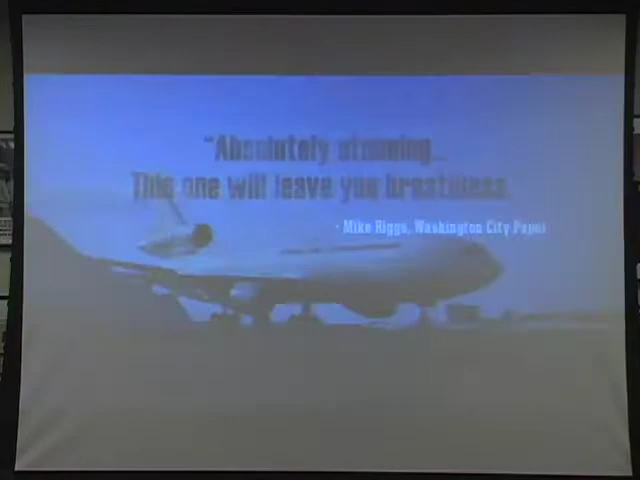 "Absolutely stunning...
This one will leave you breathless.
- Mike Riggs, Washington City Paper